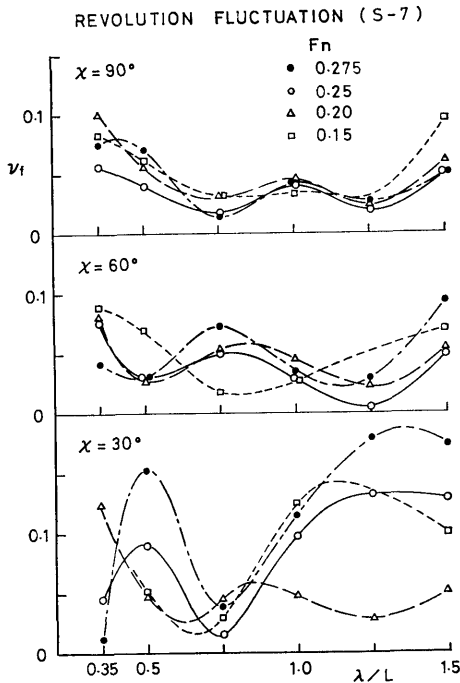 REVOLUTION FLUCTUATION (S-7)
Fn
χ = 90°
● 0.275
○ 0.25
△ 0.20
□ 0.15
0.1
νf
0
χ = 60°
0.1
0
χ = 30°
0.1
0
0.35 0.5 1.0 λ/L 1.5